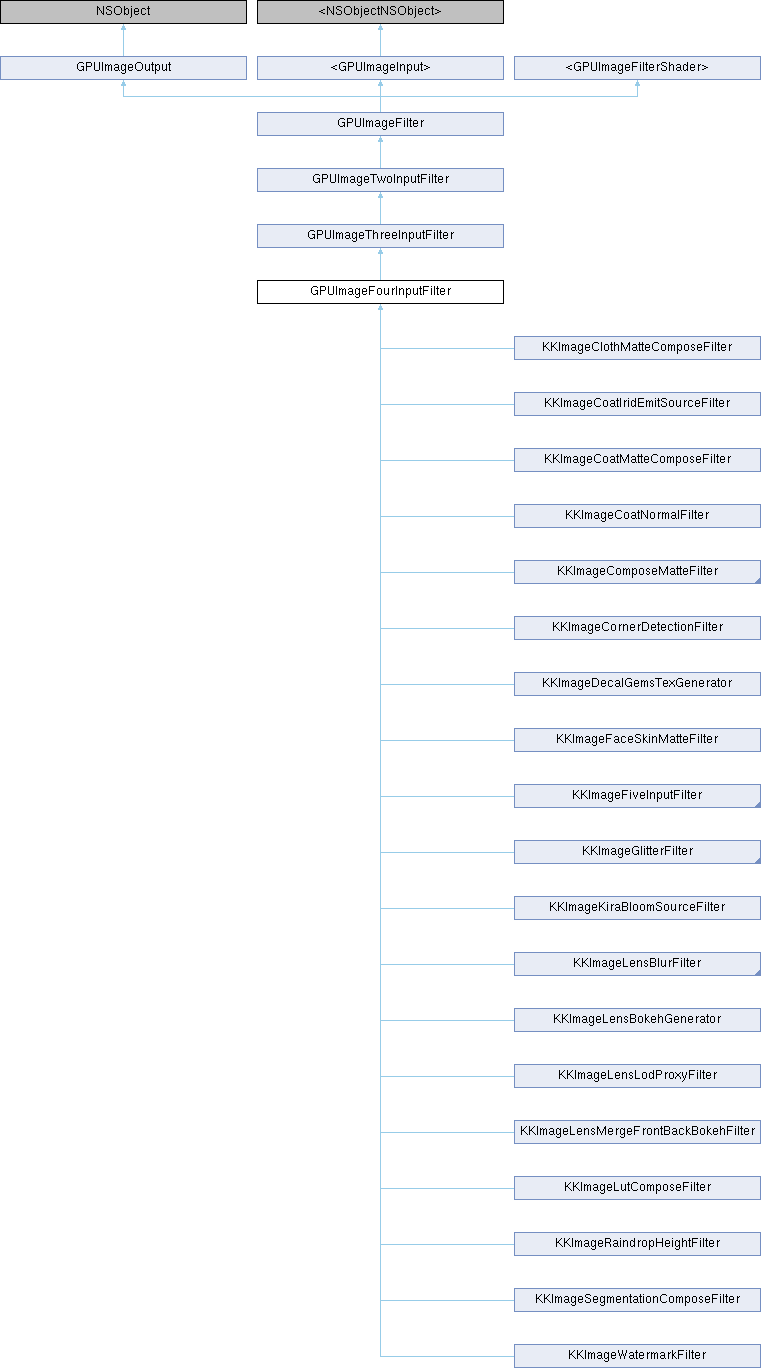 NSObject
<NSObjectNSObject>
GPUImageOutput
<GPUImageInput>
<GPUImageFilterShader>
GPUImageFilter
GPUImageTwoInputFilter
GPUImageThreeInputFilter
GPUImageFourInputFilter
KKImageClothMatteComposeFilter
KKImageCoatIridEmitSourceFilter
KKImageCoatMatteComposeFilter
KKImageCoatNormalFilter
KKImageComposeMatteFilter
KKImageCornerDetectionFilter
KKImageDecalGemsTexGenerator
KKImageFaceSkinMatteFilter
KKImageFiveInputFilter
KKImageGlitterFilter
KKImageKiraBloomSourceFilter
KKImageLensBlurFilter
KKImageLensBokehGenerator
KKImageLensLodProxyFilter
KKImageLensMergeFrontBackBokehFilter
KKImageLutComposeFilter
KKImageRaindropHeightFilter
KKImageSegmentationComposeFilter
KKImageWatermarkFilter